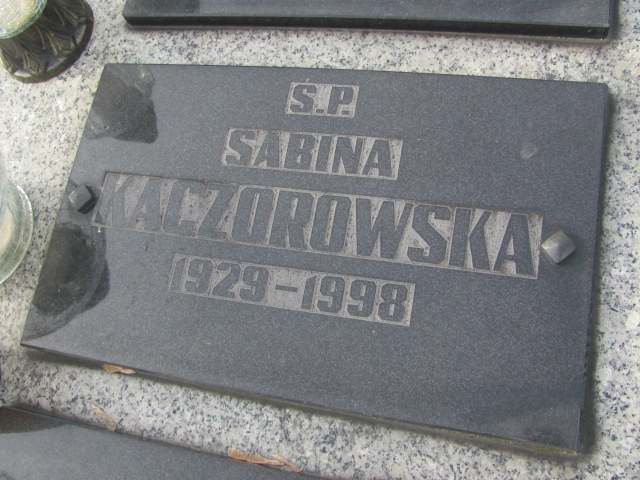 Ś.P.
SABINA
KACZOROWSKA
1929-1998